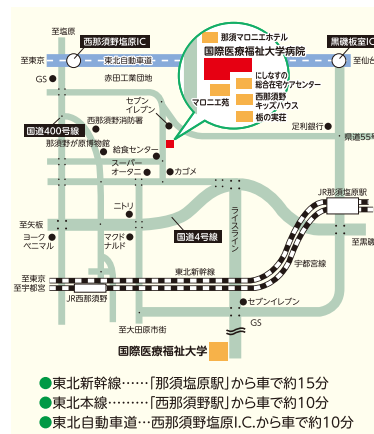 至塩原
西那須野塩原IC
那須マロニエホテル
国際医療福祉大学病院
黒磯板室IC
至東京
東北自動車道
至仙台
GS
赤田工業団地
にしなすの
総合在宅ケアセンター
マロニエ苑
西那須野
キッズハウス
栃の実荘
セブン
イレブン
西那須野消防署
国道400号線
那須野が原博物館
足利銀行
県道55号
給食センター
スーパー
オータニ
カゴメ
JR那須塩原駅
ニトリ
ライスライン
至矢板
ヨーク
ベニマル
マクド
ナルド
国道4号線
至黒磯
東北新幹線
宇都宮線
至東京
至宇都宮
JR西那須野
セブンイレブン
至大田原市街
GS
国際医療福祉大学
●東北新幹線……「那須塩原駅」から車で約15分
●東北本線………「西那須野駅」から車で約10分
●東北自動車道…西那須野塩原I.C.から車で約10分